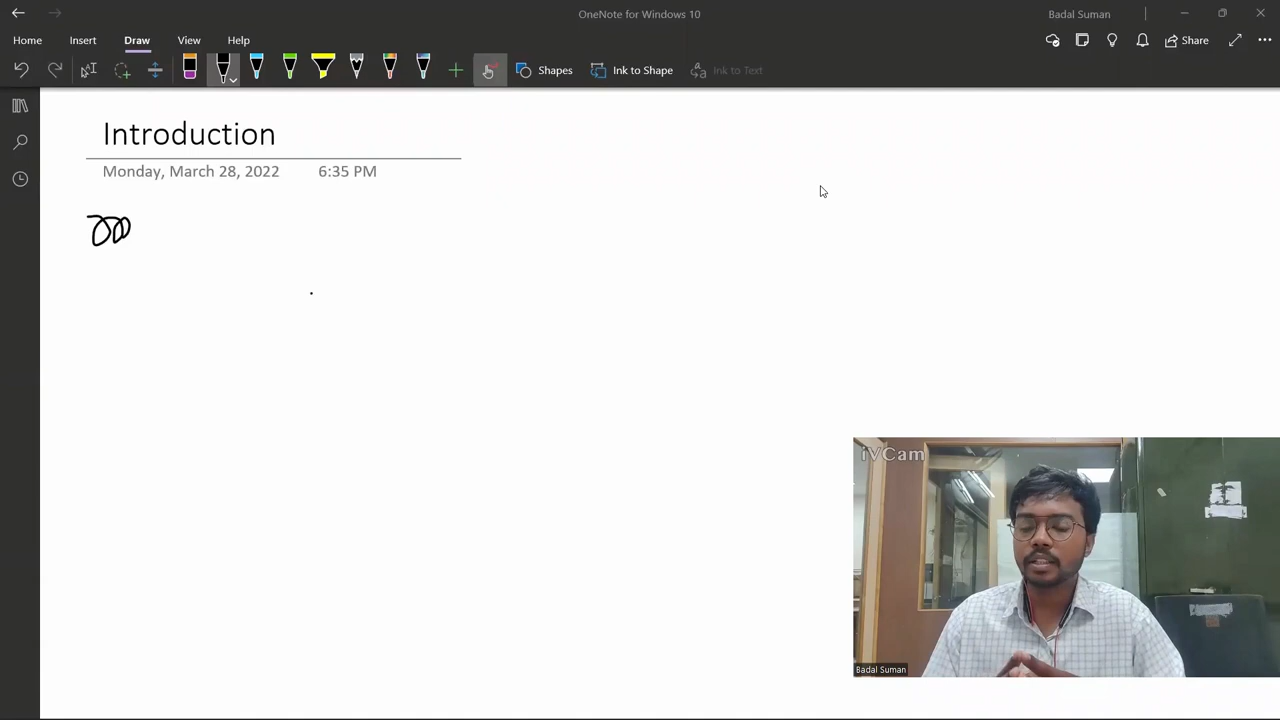 OneNote for Windows 10
Badal Suman
Home Insert Draw View Help
Share
Shapes Ink to Shape Ink to Text
Introduction
Monday, March 28, 2022 6:35 PM
iVCam
Badal Suman